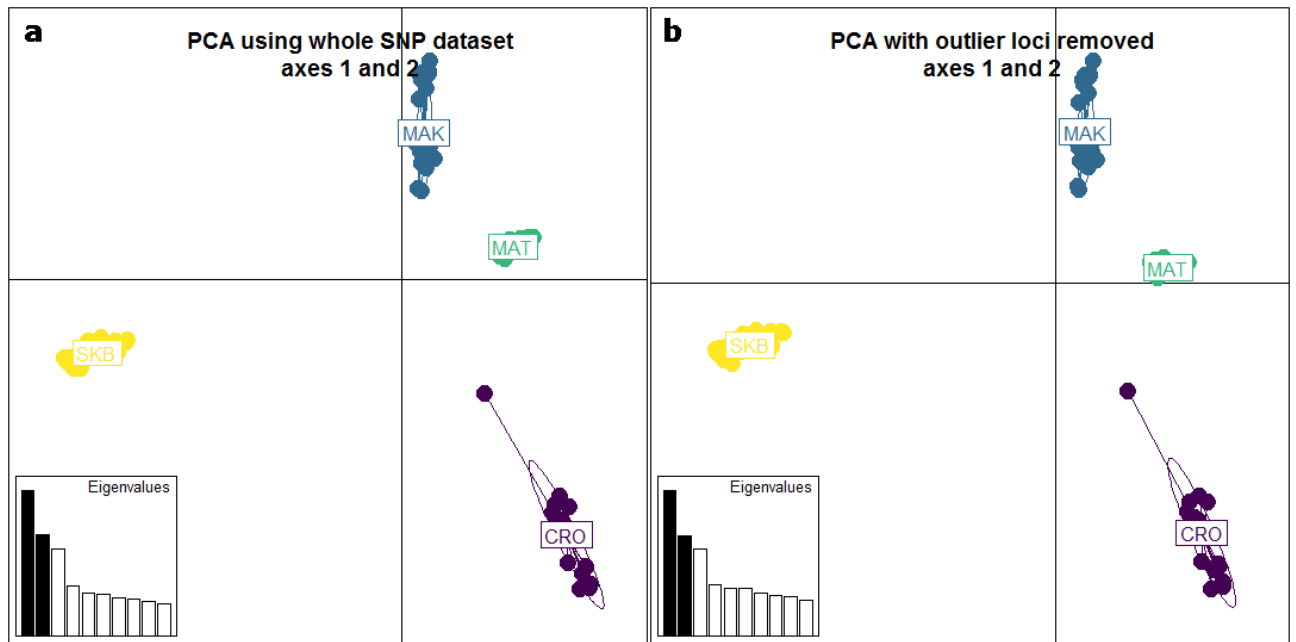 a
PCA using whole SNP dataset
axes 1 and 2
MAK
MAT
SKB
CRO
Eigenvalues
b
PCA with outlier loci removed
axes 1 and 2
MAK
MAT
SKB
CRO
Eigenvalues